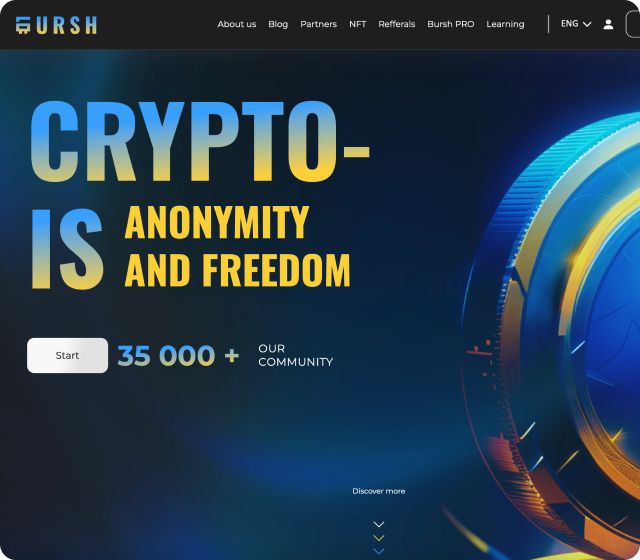 BURSH
About us Blog Partners NFT Refferals Bursh PRO Learning ENG
CRYPTO-
IS ANONYMITY
AND FREEDOM
Start 35 000 + OUR
COMMUNITY
Discover more